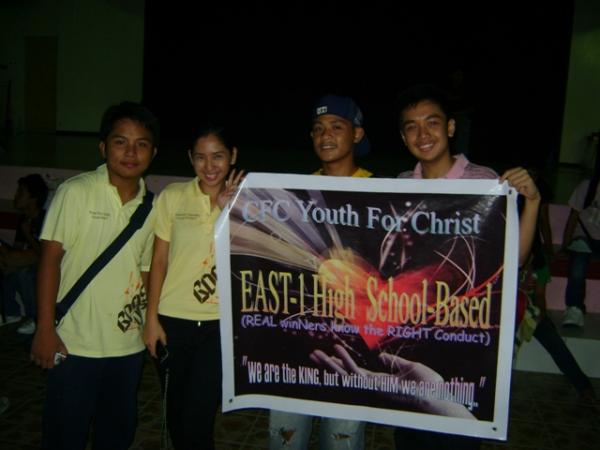 CFC Youth For Christ
EAST-1 High School-Based
(REAL winNers Know the RIGHT Conduct)
"We are the KING, but without HIM we are nothing."